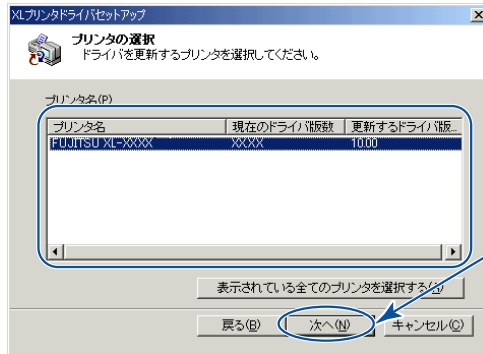 XLプリンタドライバセットアップ
プリンタの選択
ドライバを更新するプリンタを選択してください。
プリンタ名(P)
プリンタ名 現在のドライバ版数 更新するドライバ版...
FUJITSU XL-XXXX XXXX 10.00
表示されている全てのプリンタを選択する(A)
戻る(B) 次へ(N) キャンセル(C)